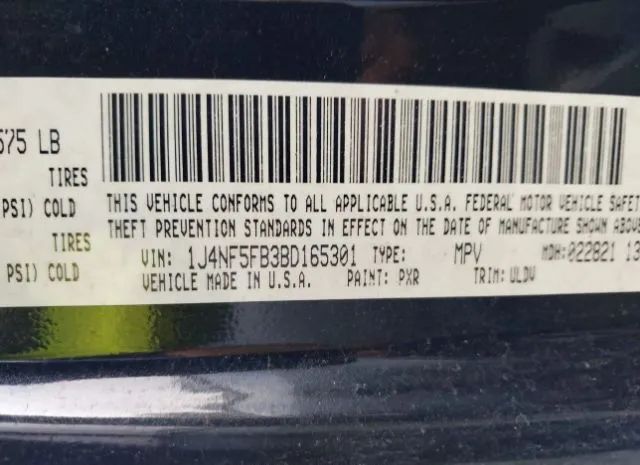 575 LB
TIRES
PSI) COLD
TIRES
PSI) COLD
THIS VEHICLE CONFORMS TO ALL APPLICABLE U.S.A. FEDERAL MOTOR VEHICLE SAFET
THEFT PREVENTION STANDARDS IN EFFECT ON THE DATE OF MANUFACTURE SHOWN ABOVE
VIN: 1J4NF5FB3BD165301 TYPE: MPV MDH:022821 13
VEHICLE MADE IN U.S.A. PAINT: PXR TRIM: ULDV